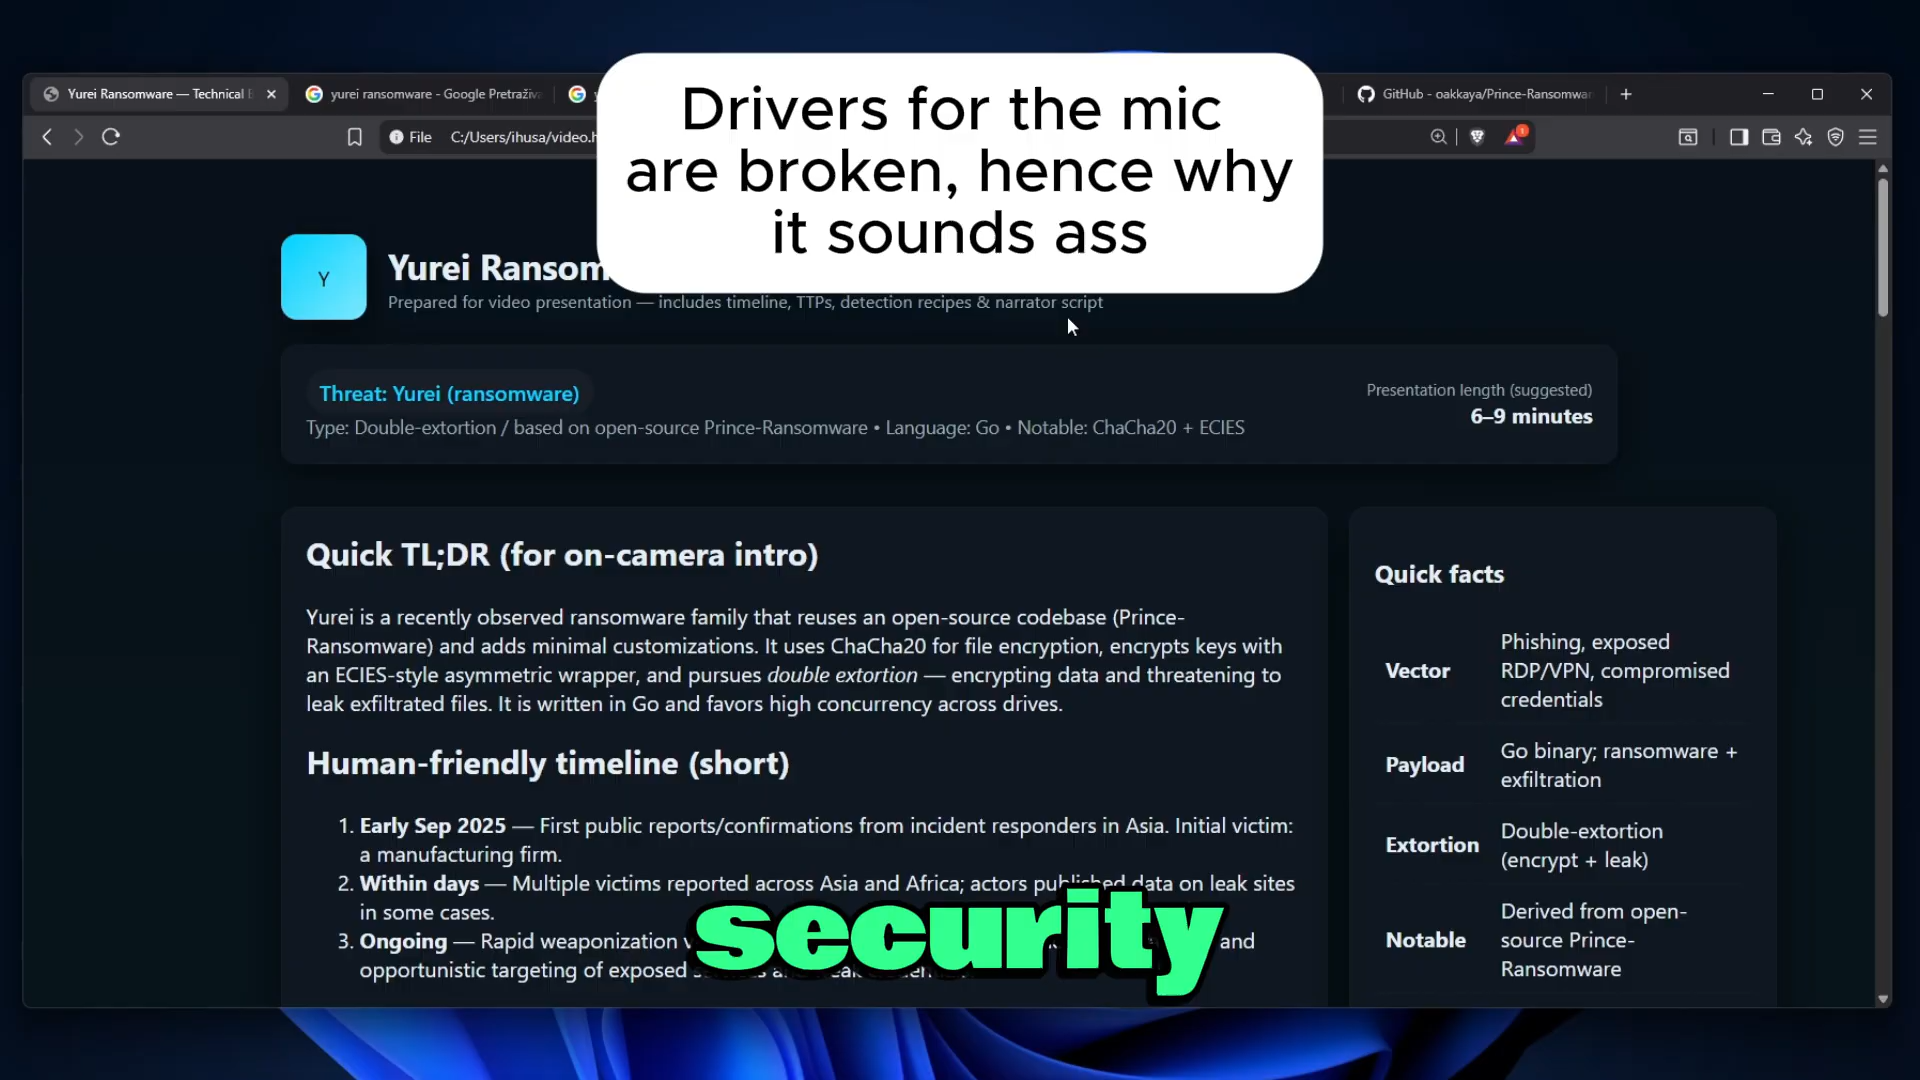 Yurei Ransomware — Technical
yurei ransomware - Google Pretraživa
GitHub - oakkaya/Prince-Ransomwar
File C:/Users/ihusa/video.h
1
Drivers for the mic
are broken, hence why
it sounds ass
Y
Yurei Ransom
Prepared for video presentation — includes timeline, TTPs, detection recipes & narrator script
Threat: Yurei (ransomware)
Type: Double-extortion / based on open-source Prince-Ransomware • Language: Go • Notable: ChaCha20 + ECIES
Presentation length (suggested)
6–9 minutes
Quick TL;DR (for on-camera intro)
Yurei is a recently observed ransomware family that reuses an open-source codebase (Prince-
Ransomware) and adds minimal customizations. It uses ChaCha20 for file encryption, encrypts keys with
an ECIES-style asymmetric wrapper, and pursues double extortion — encrypting data and threatening to
leak exfiltrated files. It is written in Go and favors high concurrency across drives.
Human-friendly timeline (short)
1. Early Sep 2025 — First public reports/confirmations from incident responders in Asia. Initial victim:
a manufacturing firm.
2. Within days — Multiple victims reported across Asia and Africa; actors published data on leak sites
in some cases.
3. Ongoing — Rapid weaponization and
opportunistic targeting of exposed
security
Quick facts
Vector Phishing, exposed
RDP/VPN, compromised
credentials
Payload Go binary; ransomware +
exfiltration
Extortion Double-extortion
(encrypt + leak)
Notable Derived from open-
source Prince-
Ransomware